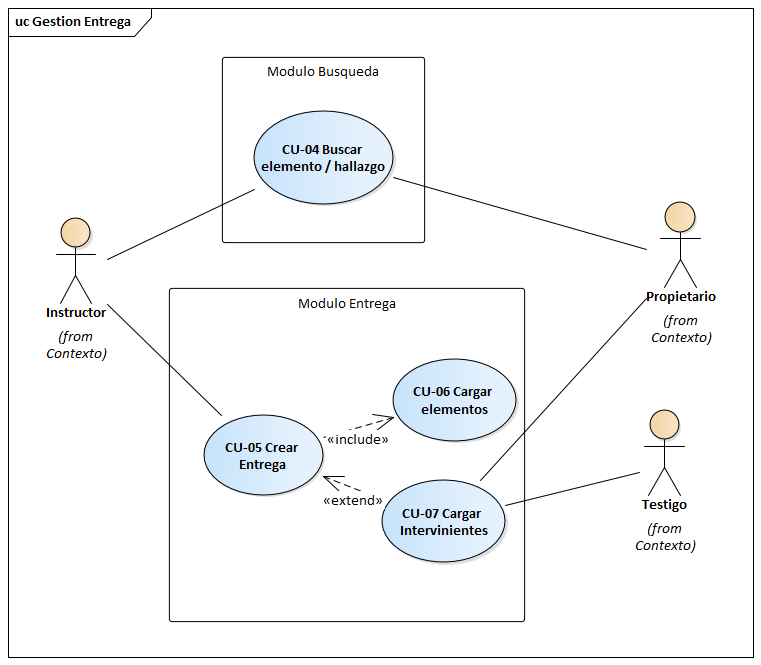 uc Gestion Entrega
Modulo Busqueda
CU-04 Buscar
elemento / hallazgo
Instructor
(from
Contexto)
Propietario
(from
Contexto)
Modulo Entrega
CU-06 Cargar
elementos
«include»
CU-05 Crear
Entrega
«extend»
CU-07 Cargar
Intervinientes
Testigo
(from
Contexto)